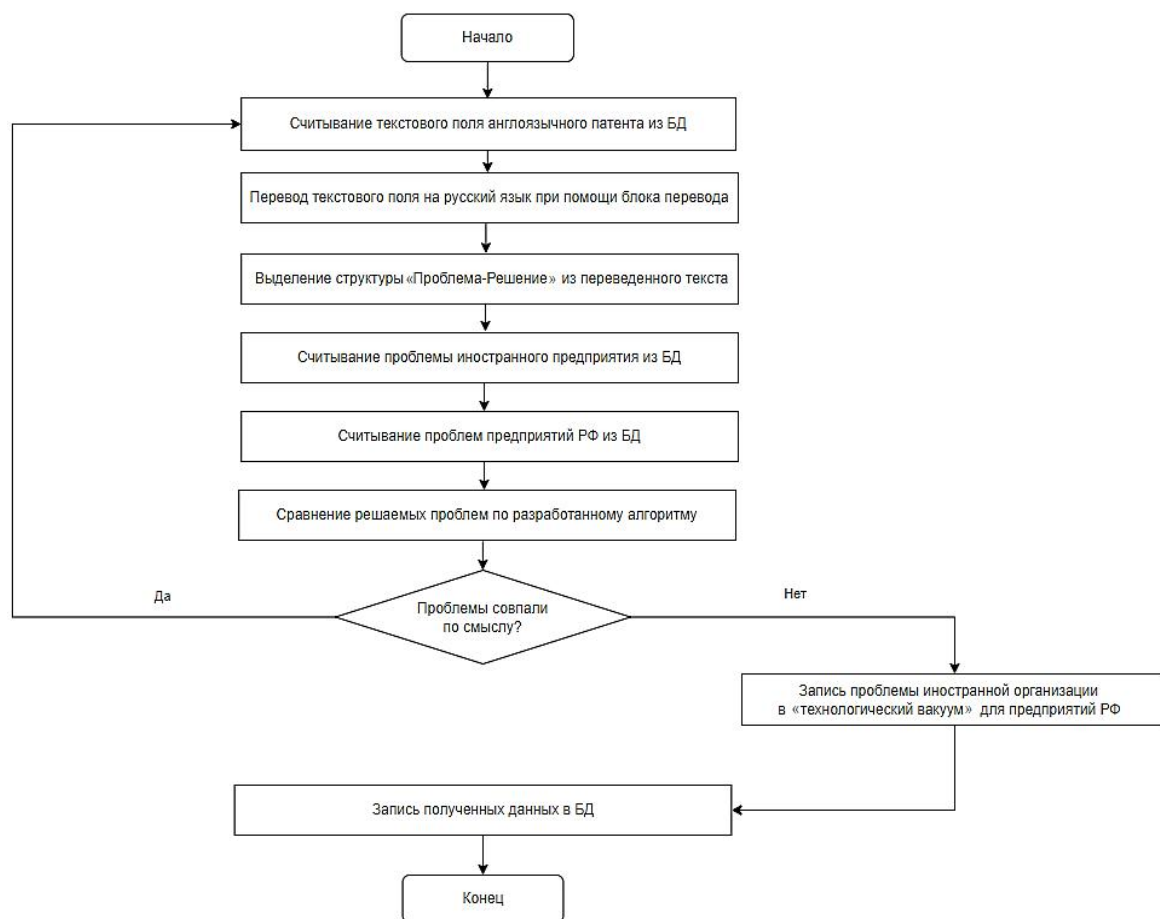 Начало
Считывание текстового поля англоязычного патента из БД
Перевод текстового поля на русский язык при помощи блока перевода
Выделение структуры «Проблема-Решение» из переведенного текста
Считывание проблемы иностранного предприятия из БД
Считывание проблем предприятий РФ из БД
Сравнение решаемых проблем по разработанному алгоритму
Да
Проблемы совпали
по смыслу?
Нет
Запись проблемы иностранной организации
в «технологический вакуум» для предприятий РФ
Запись полученных данных в БД
Конец